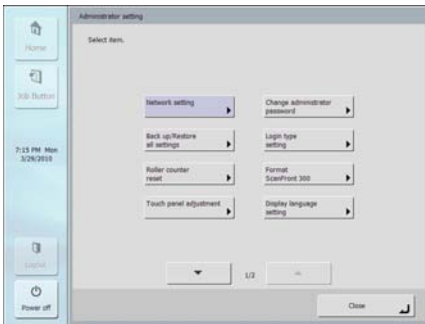 Administrator setting
Select item.
Home
Job Button
Network setting
Change administrator
password
Back up/Restore
all settings
Login type
setting
7:15 PM Mon
3/29/2010
Roller counter
reset
Format
ScanFront 300
Touch panel adjustment
Display language
setting
Logout
1/2
Power off
Close